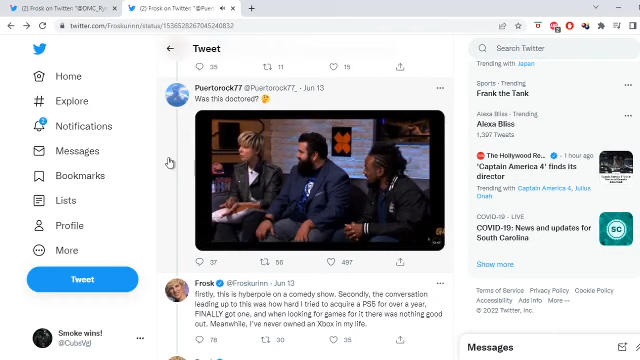 Frosk on Twitter: "@DMC_Ry
Frosk on Twitter: "@Puert
twitter.com/Froskurinn/status/1536528267045240832
Tweet
Search Twitter
Home
Explore
2
Notifications
Messages
Bookmarks
Lists
Profile
More
Tweet
Smoke wins!
@CubsVgl
35
11
15
Puertorock77 @Puertorock77_ · Jun 13
Was this doctored? 🤔
37
56
497
Frosk @Froskurinn · Jun 13
firstly, this is hyberpole on a comedy show. Secondly, the conversation
leading up to this was how hard I tried to acquire a PS5 for over a year,
FINALLY got one, and when looking for games for it there was nothing good
out. Meanwhile, I've never owned an Xbox in my life.
78
30
35
Trending with Japan
Sports · Trending
Frank the Tank
Alexa Bliss · Trending
Alexa Bliss
1,397 Tweets
The Hollywood Re... · 1 hour ago
'Captain America 4' finds its
director
Trending with Captain America 4, Julius
Onah
COVID-19 · LIVE
COVID-19: News and updates for
South Carolina
SC
Show more
Terms of Service Privacy Policy Cookie Policy
Accessibility Ads info More ···
© 2022 Twitter, Inc.
Messages